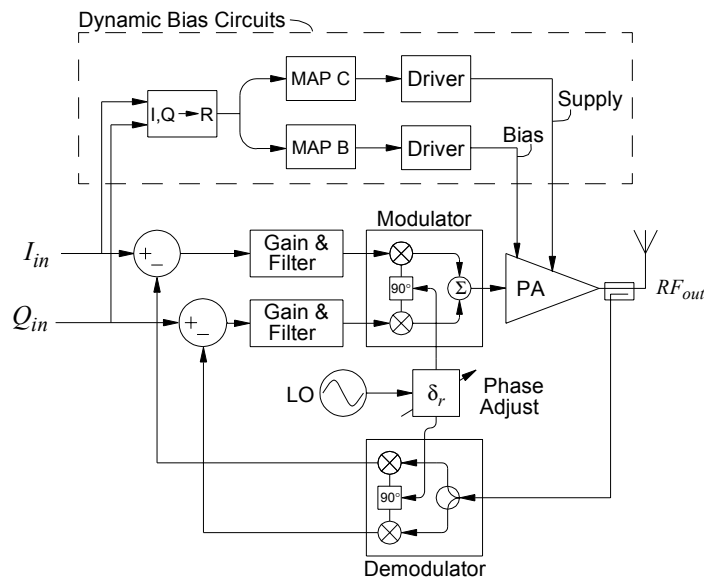 Dynamic Bias Circuits
MAP C
Driver
I,Q → R
Supply
Bias
MAP B
Driver
Modulator
I_in
+
−
Gain &
Filter
90°
Σ
PA
RF_out
Q_in
+
−
Gain &
Filter
LO
δ_r
Phase
Adjust
90°
Demodulator